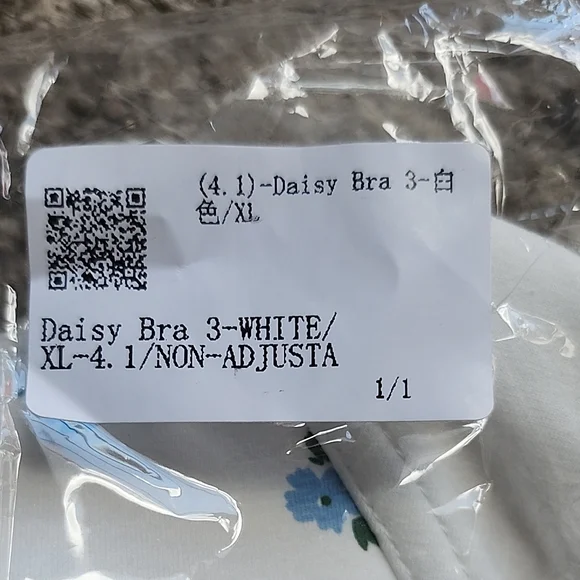 (4.1)-Daisy Bra 3-白
色/XL
Daisy Bra 3-WHITE/
XL-4.1/NON-ADJUSTA
1/1